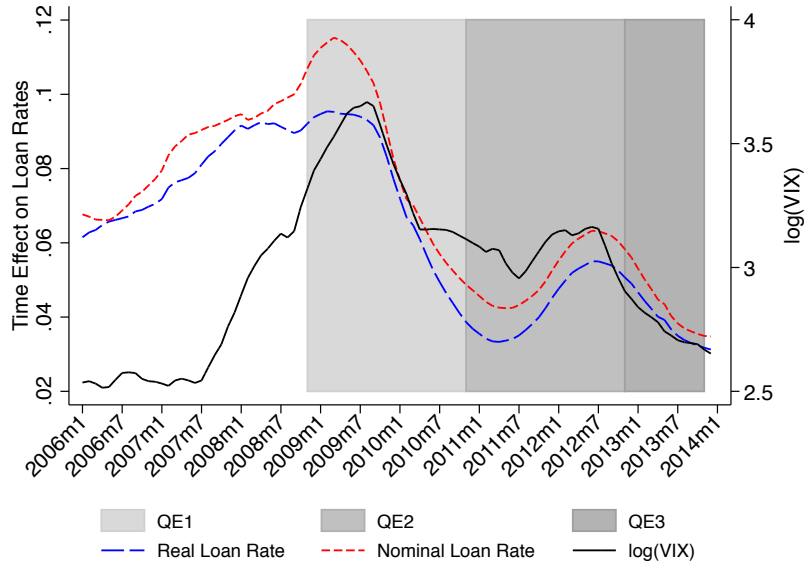 Time Effect on Loan Rates
.12
.1
.08
.06
.04
.02
4
3.5
3
2.5
log(VIX)
2006m1
2006m7
2007m1
2007m7
2008m1
2008m7
2009m1
2009m7
2010m1
2010m7
2011m1
2011m7
2012m1
2012m7
2013m1
2013m7
2014m1
QE1 QE2 QE3
Real Loan Rate Nominal Loan Rate log(VIX)